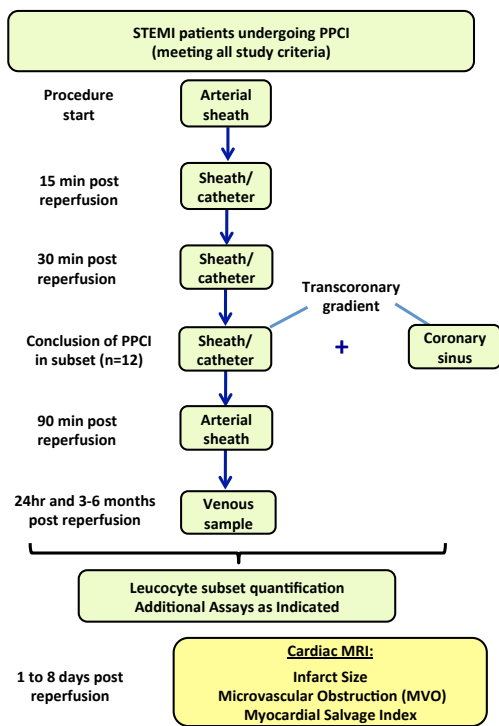 STEMI patients undergoing PPCI
(meeting all study criteria)
Procedure
start
Arterial
sheath
15 min post
reperfusion
Sheath/
catheter
30 min post
reperfusion
Sheath/
catheter
Transcoronary
gradient
Conclusion of PPCI
in subset (n=12)
Sheath/
catheter
+
Coronary
sinus
90 min post
reperfusion
Arterial
sheath
24hr and 3-6 months
post reperfusion
Venous
sample
Leucocyte subset quantification
Additional Assays as Indicated
1 to 8 days post
reperfusion
Cardiac MRI:
Infarct Size
Microvascular Obstruction (MVO)
Myocardial Salvage Index